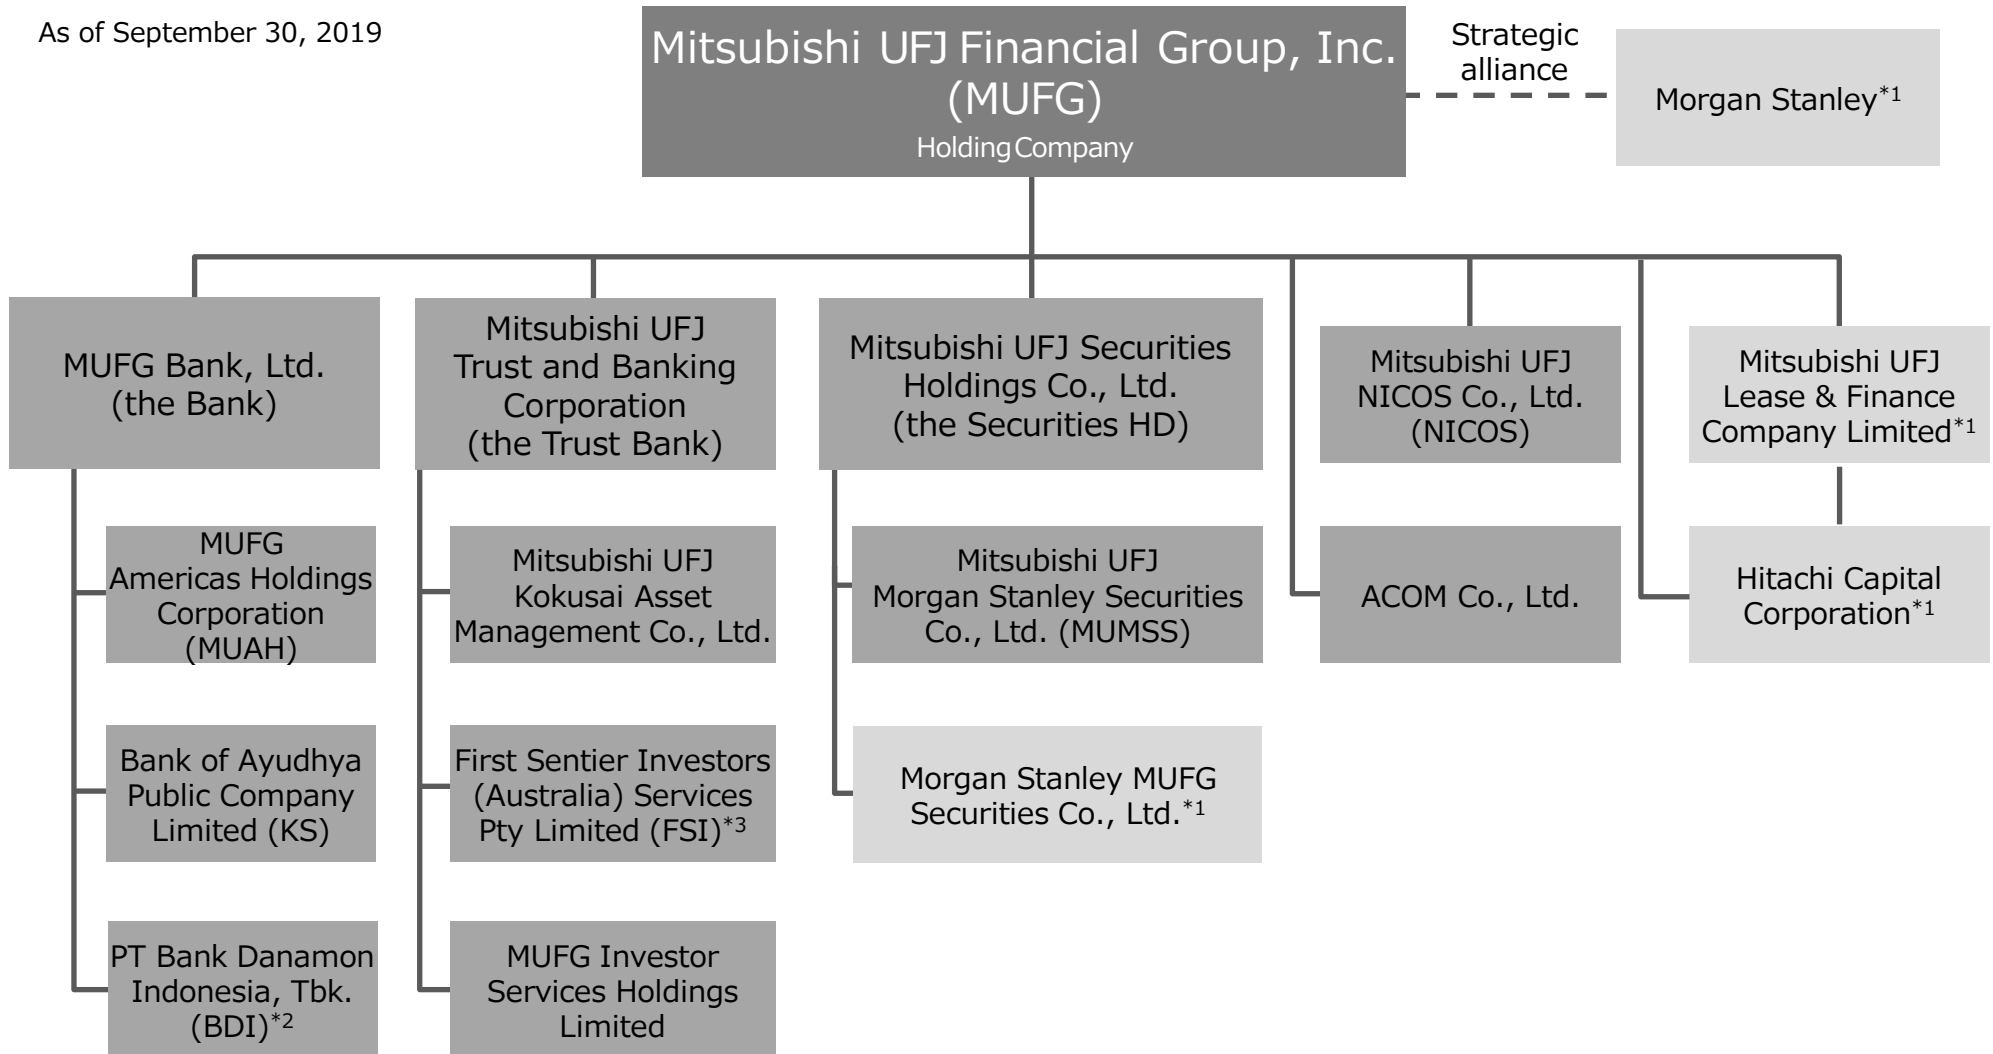 As of September 30, 2019
Mitsubishi UFJ Financial Group, Inc.
(MUFG)
Holding Company
Strategic
alliance
Morgan Stanley*1
MUFG Bank, Ltd.
(the Bank)
Mitsubishi UFJ
Trust and Banking
Corporation
(the Trust Bank)
Mitsubishi UFJ Securities
Holdings Co., Ltd.
(the Securities HD)
Mitsubishi UFJ
NICOS Co., Ltd.
(NICOS)
Mitsubishi UFJ
Lease & Finance
Company Limited*1
MUFG
Americas Holdings
Corporation
(MUAH)
Mitsubishi UFJ
Kokusai Asset
Management Co., Ltd.
Mitsubishi UFJ
Morgan Stanley Securities
Co., Ltd. (MUMSS)
ACOM Co., Ltd.
Hitachi Capital
Corporation*1
Bank of Ayudhya
Public Company
Limited (KS)
First Sentier Investors
(Australia) Services
Pty Limited (FSI)*3
Morgan Stanley MUFG
Securities Co., Ltd.*1
PT Bank Danamon
Indonesia, Tbk.
(BDI)*2
MUFG Investor
Services Holdings
Limited